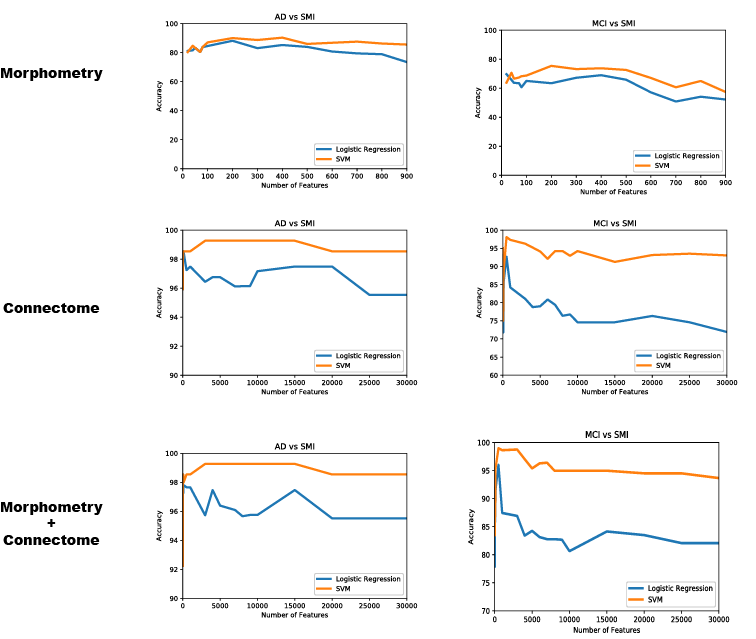 Morphometry
AD vs SMI
Accuracy
100
80
60
40
20
0
0 100 200 300 400 500 600 700 800 900
Number of Features
Logistic Regression
SVM
MCI vs SMI
Accuracy
100
80
60
40
20
0
0 100 200 300 400 500 600 700 800 900
Number of Features
Logistic Regression
SVM
Connectome
AD vs SMI
Accuracy
100
98
96
94
92
90
0 5000 10000 15000 20000 25000 30000
Number of Features
Logistic Regression
SVM
MCI vs SMI
Accuracy
100
95
90
85
80
75
70
65
60
0 5000 10000 15000 20000 25000 30000
Number of Features
Logistic Regression
SVM
Morphometry
+
Connectome
AD vs SMI
Accuracy
100
98
96
94
92
90
0 5000 10000 15000 20000 25000 30000
Number of Features
Logistic Regression
SVM
MCI vs SMI
Accuracy
100
95
90
85
80
75
70
0 5000 10000 15000 20000 25000 30000
Number of Features
Logistic Regression
SVM